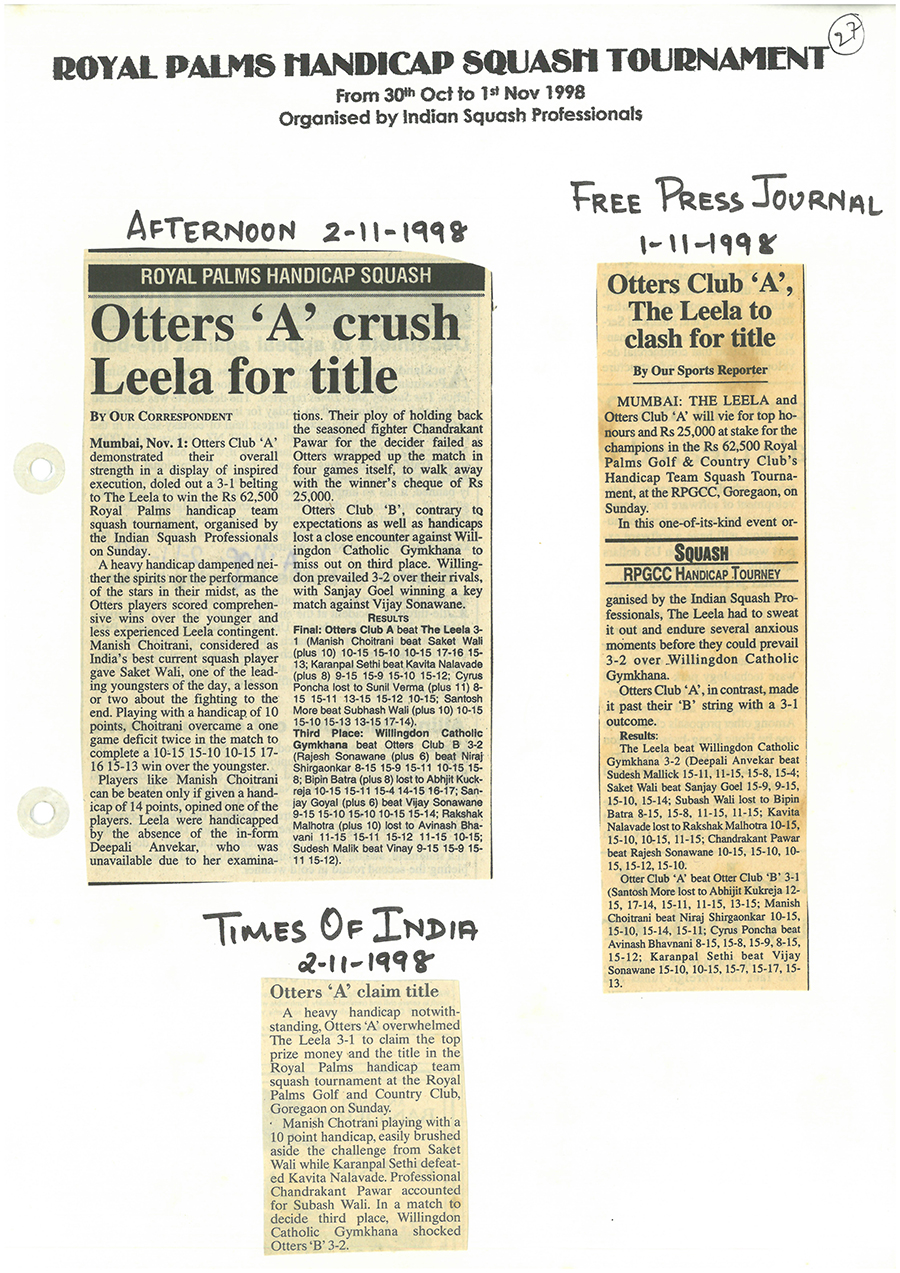 27
ROYAL PALMS HANDICAP SQUASH TOURNAMENT
From 30th Oct to 1st Nov 1998
Organised by Indian Squash Professionals
AFTERNOON 2-11-1998
ROYAL PALMS HANDICAP SQUASH
Otters ‘A’ crush
Leela for title
BY OUR CORRESPONDENT
Mumbai, Nov. 1: Otters Club ‘A’
demonstrated their overall
strength in a display of inspired
execution, doled out a 3-1 belting
to The Leela to win the Rs 62,500
Royal Palms handicap team
squash tournament, organised by
the Indian Squash Professionals
on Sunday.
A heavy handicap dampened nei-
ther the spirits nor the performance
of the stars in their midst, as the
Otters players scored comprehen-
sive wins over the younger and
less experienced Leela contingent.
Manish Choitrani, considered as
India’s best current squash player
gave Saket Wali, one of the lead-
ing youngsters of the day, a lesson
or two about the fighting to the
end. Playing with a handicap of 10
points, Choitrani overcame a one
game deficit twice in the match to
complete a 10-15 15-10 10-15 17-
16 15-13 win over the youngster.
Players like Manish Choitrani
can be beaten only if given a hand-
icap of 14 points, opined one of the
players. Leela were handicapped
by the absence of the in-form
Deepali Anvekar, who was
unavailable due to her examina-
tions. Their ploy of holding back
the seasoned fighter Chandrakant
Pawar for the decider failed as
Otters wrapped up the match in
four games itself, to walk away
with the winner’s cheque of Rs
25,000.
Otters Club ‘B’, contrary to
expectations as well as handicaps
lost a close encounter against Will-
ingdon Catholic Gymkhana to
miss out on third place. Willing-
don prevailed 3-2 over their rivals,
with Sanjay Goel winning a key
match against Vijay Sonawane.
RESULTS
Final: Otters Club A beat The Leela 3-
1 (Manish Choitrani beat Saket Wali
(plus 10) 10-15 15-10 10-15 17-16 15-
13; Karanpal Sethi beat Kavita Nalavade
(plus 8) 9-15 15-9 15-10 15-12; Cyrus
Poncha lost to Sunil Verma (plus 11) 8-
15 15-11 13-15 15-12 10-15; Santosh
More beat Subhash Wali (plus 10) 10-15
15-10 15-13 13-15 17-14).
Third Place: Willingdon Catholic
Gymkhana beat Otters Club B 3-2
(Rajesh Sonawane (plus 6) beat Niraj
Shirgaonkar 8-15 15-9 15-11 10-15 15-
8; Bipin Batra (plus 8) lost to Abhjit Kuck-
reja 10-15 15-11 15-4 14-15 16-17; San-
jay Goyal (plus 6) beat Vijay Sonawane
9-15 15-10 15-10 10-15 15-14; Rakshak
Malhotra (plus 10) lost to Avinash Bha-
vani 11-15 15-11 15-12 11-15 10-15;
Sudesh Malik beat Vinay 9-15 15-9 15-
11 15-12).
FREE PRESS JOURNAL
1-11-1998
Otters Club ‘A’,
The Leela to
clash for title
By Our Sports Reporter
MUMBAI: THE LEELA and
Otters Club ‘A’ will vie for top ho-
nours and Rs 25,000 at stake for the
champions in the Rs 62,500 Royal
Palms Golf & Country Club’s
Handicap Team Squash Tourna-
ment, at the RPGCC, Goregaon, on
Sunday.
In this one-of-its-kind event or-
SQUASH
RPGCC HANDICAP TOURNEY
ganised by the Indian Squash Pro-
fessionals, The Leela had to sweat
it out and endure several anxious
moments before they could prevail
3-2 over Willingdon Catholic
Gymkhana.
Otters Club ‘A’, in contrast, made
it past their ‘B’ string with a 3-1
outcome.
Results:
The Leela beat Willingdon Catholic
Gymkhana 3-2 (Deepali Anvekar beat
Sudesh Mallick 15-11, 11-15, 15-8, 15-4;
Saket Wali beat Sanjay Goel 15-9, 9-15,
15-10, 15-14; Subash Wali lost to Bipin
Batra 8-15, 15-8, 11-15, 11-15; Kavita
Nalavade lost to Rakshak Malhotra 10-15,
15-10, 10-15, 11-15; Chandrakant Pawar
beat Rajesh Sonawane 10-15, 15-10, 10-
15, 15-12, 15-10.
Otter Club ‘A’ beat Otter Club ‘B’ 3-1
(Santosh More lost to Abhijit Kukreja 12-
15, 17-14, 15-11, 11-15, 13-15; Manish
Choitrani beat Niraj Shirgaonkar 10-15,
15-10, 15-14, 15-11; Cyrus Poncha beat
Avinash Bhavnani 8-15, 15-8, 15-9, 8-15,
15-12; Karanpal Sethi beat Vijay
Sonawane 15-10, 10-15, 15-7, 15-17, 15-
13.
TIMES OF INDIA
2-11-1998
Otters ‘A’ claim title
A heavy handicap notwith-
standing, Otters ‘A’ overwhelmed
The Leela 3-1 to claim the top
prize money and the title in the
Royal Palms handicap team
squash tournament at the Royal
Palms Golf and Country Club,
Goregaon on Sunday.
Manish Chotrani playing with a
10 point handicap, easily brushed
aside the challenge from Saket
Wali while Karanpal Sethi defeat-
ed Kavita Nalavade. Professional
Chandrakant Pawar accounted
for Subash Wali. In a match to
decide third place, Willingdon
Catholic Gymkhana shocked
Otters ‘B’ 3-2.